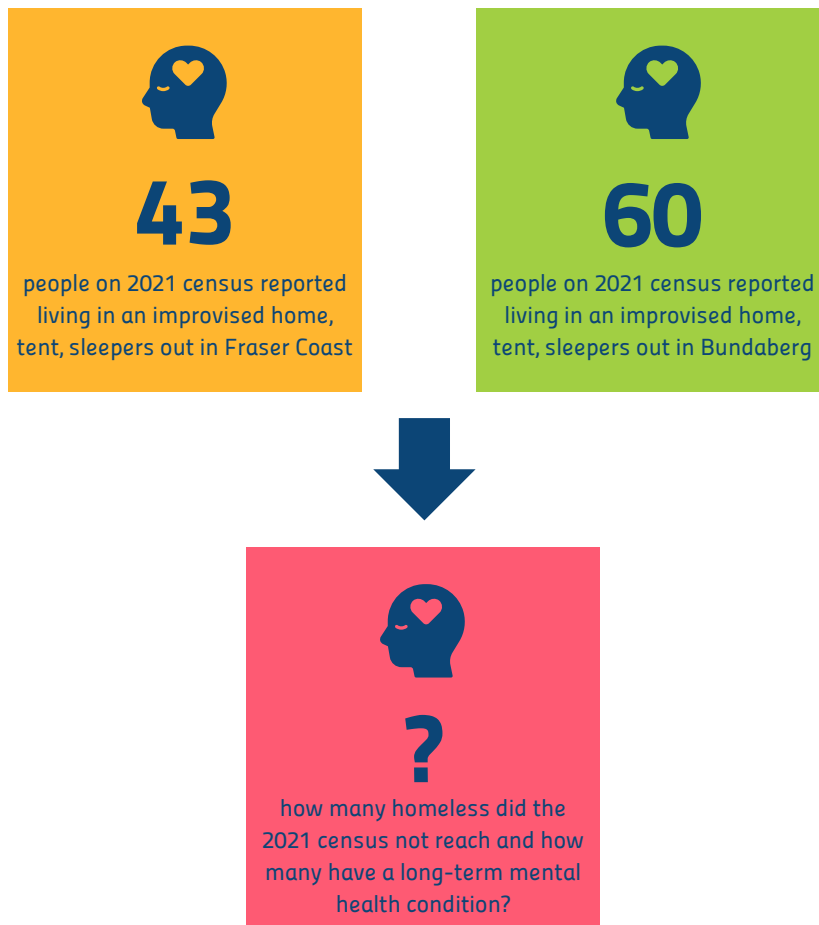 43
people on 2021 census reported
living in an improvised home,
tent, sleepers out in Fraser Coast
60
people on 2021 census reported
living in an improvised home,
tent, sleepers out in Bundaberg
?
how many homeless did the
2021 census not reach and how
many have a long-term mental
health condition?